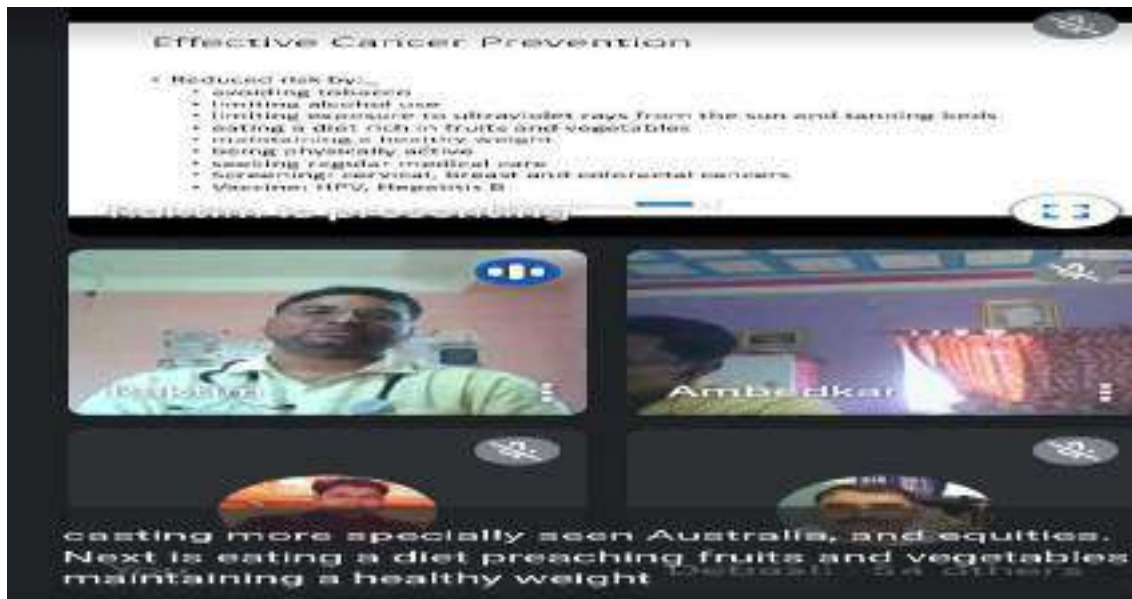 Effective Cancer Prevention
• Reduced risk by:_
• avoiding tobacco
• limiting alcohol use
• limiting exposure to ultraviolet rays from the sun and tanning beds
• eating a diet rich in fruits and vegetables
• maintaining a healthy weight
• being physically active
• seeking regular medical care
• Screening: cervical, breast and colorectal cancers
• Vaccine: HPV, Hepatitis B
Ambedkar
casting more specially seen Australia, and equities.
Next is eating a diet preaching fruits and vegetables
maintaining a healthy weight
54 others